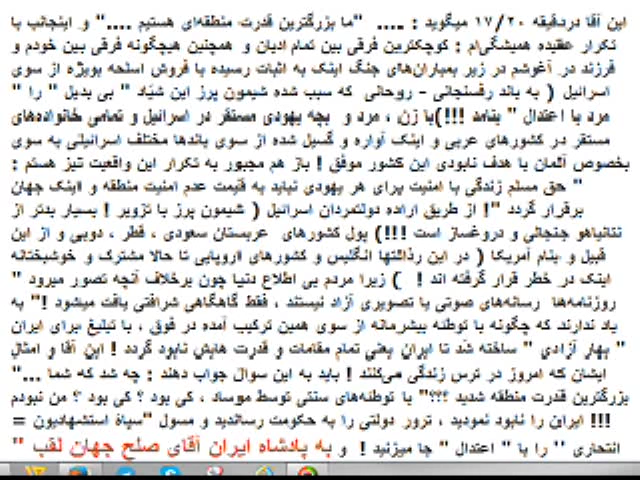 این آقا دردقیقه ۱۷/۲۰ میگوید : .... "ما بزرگترین قدرت منطقه‌ای هستیم ...." و اینجانب با
تکرار عقیده همیشگی‌ام : کوچکترین فرقی بین تمام ادیان و همچنین هیچگونه فرقی بین خودم و
فرزند در آغوشم در زیر بمباران‌های جنگ اینک به اثبات رسیده با فروش اسلحه بویژه از سوی
اسرائیل ( به باند رفسنجانی - روحانی که سبب شده شیمون پرز این شیاد " بی بدیل " را "
مرد با اعتدال " بنامد !!!)با زن ، مرد و بچه یهودی مستقر در اسرائیل و تمامی خانواده‌های
مستقر در کشورهای عربی و اینک آواره و گسیل شده از سوی باندها مختلف اسرائیلی به سوی
بخصوص آلمان با هدف نابودی این کشور موفق ! باز هم مجبور به تکرار این واقعیت تیز هستم :
" حق مسلم زندگی با امنیت برای هر یهودی نباید به قیمت عدم امنیت منطقه و اینک جهان
برقرار گردد "! از طریق اراده دولتمردان اسرائیل ( شیمون پرز با تزویر ! بسیار بدتر از
نتانیاهو جنجالی و دروغساز است !!!) پول کشورهای عربستان سعودی ، قطر ، دوبی و از این
قبیل و بنام آمریکا ( در این رذالتها انگلیس و کشورهای اروپایی تا حالا مشترک و خوشبختانه
اینک در خطر قرار گرفته اند ! ) زیرا مردم بی اطلاع دنیا چون برخلاف آنچه تصور میرود "
روزنامه‌ها رسانه‌های صوتی یا تصویری آزاد نیستند ، فقط گاهگاهی شرافتی یافت میشود !" به
یاد ندارند که چگونه با توطئه بیشرمانه از سوی همین ترکیب آمده در فوق ، با تبلیغ برای ایران
" بهار آزادی " ساخته شد تا ایران یعنی تمام مقامات و قدرت هایش نابود گردد ! این آقا و امثال
ایشان که امروز در ترس زندگی می‌کنند ! باید به این سوال جواب دهند : چه شد که شما ..."
بزرگترین قدرت منطقه شدید ؟؟؟" با توطئه‌های سنتی توسط موساد ، کی بود ؟ کی بود ؟ من نبودم
!!! ایران را نابود نمودید ، ترور دولتی را به حکومت رساندید و مسول "سپاه استشهادیون =
انتحاری " را با " اعتدال " جا میزنید ! و به پادشاه ایران آقای صلح جهان لقب "